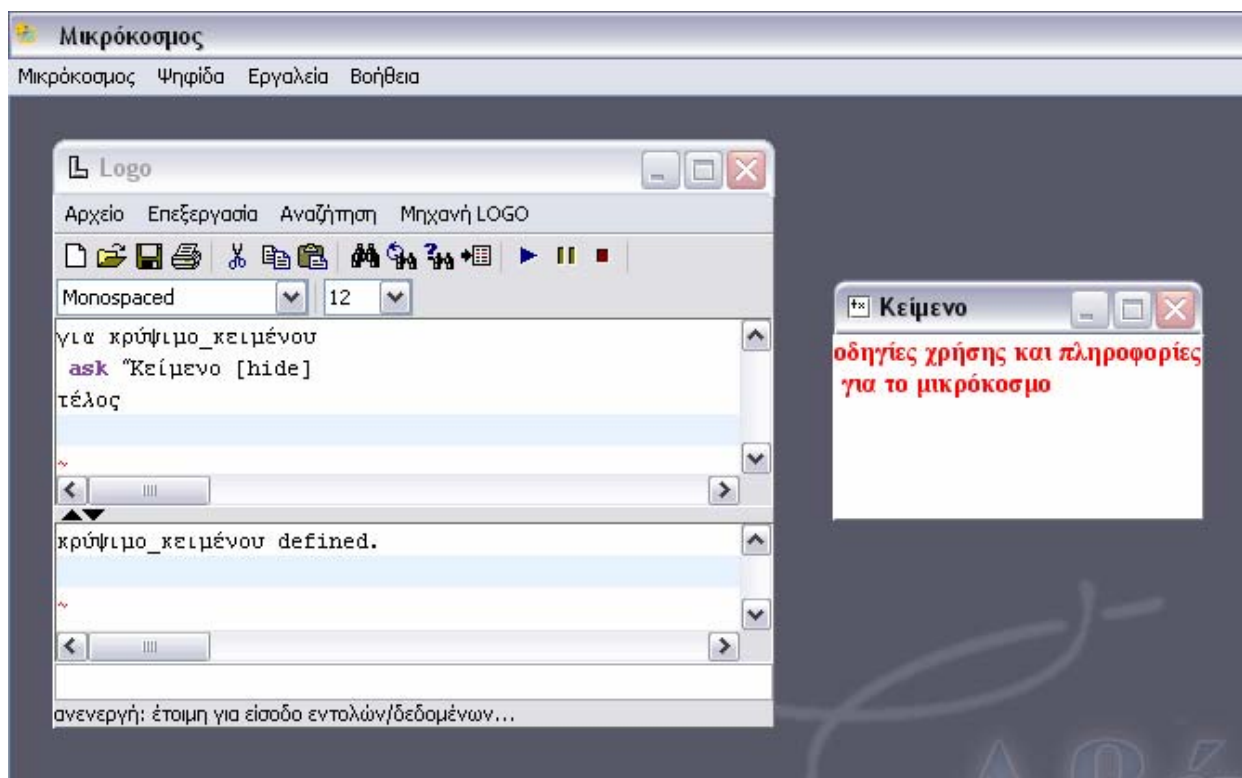 Μικρόκοσμος
Μικρόκοσμος Ψηφίδα Εργαλεία Βοήθεια
Logo
Αρχείο Επεξεργασία Αναζήτηση Μηχανή LOGO
Monospaced 12
για κρύψιμο_κειμένου
ask “Κείμενο [hide]
τέλος
~
κρύψιμο_κειμένου defined.
~
ανενεργή: έτοιμη για είσοδο εντολών/δεδομένων...
Κείμενο
οδηγίες χρήσης και πληροφορίες
για το μικρόκοσμο